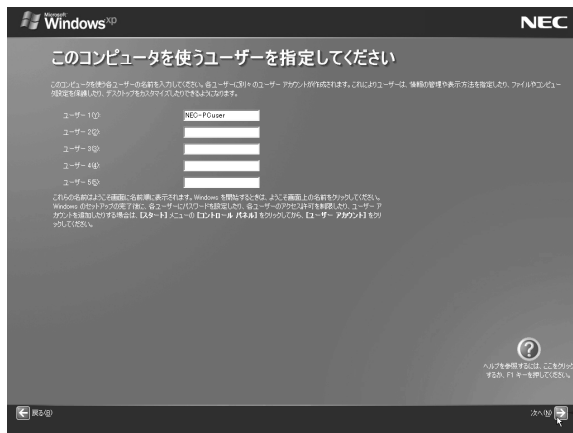 Microsoft
Windows xp
NEC
このコンピュータを使うユーザーを指定してください
このコンピュータを使う各ユーザーの名前を入力してください。各ユーザーに別々のユーザー アカウントが作成されます。これによりユーザーは、情報の管理や表示方法を指定したり、ファイルやコンピュー
タ設定を保護したり、デスクトップをカスタマイズしたりできるようになります。
ユーザー 1(Y):
NEC-PCuser
ユーザー 2(2):
ユーザー 3(3):
ユーザー 4(4):
ユーザー 5(5):
これらの名前はようこそ画面に名前順に表示されます。Windows を開始するときは、ようこそ画面上の名前をクリックしてください。
Windows のセットアップの完了後に、各ユーザーにパスワードを設定したり、各ユーザーのアクセス許可を制限したり、ユーザー ア
カウントを追加したりする場合は、[スタート] メニューの [コントロール パネル] をクリックしてから、[ユーザー アカウント] をクリ
ックしてください。
ヘルプを参照するには、ここをクリック
するか、F1 キーを押してください。
戻る(B)
次へ(N)